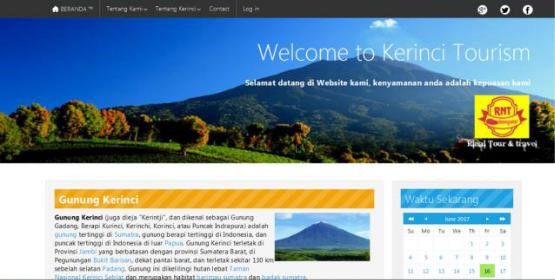 BERANDA ™ Tentang Kami Tentang Kerinci Contact Log in
Welcome to Kerinci Tourism
Selamat datang di Website kami, kenyamanan anda adalah kepuasan kami
RNT
Rizal Tour & travel
Gunung Kerinci
Gunung Kerinci (juga dieja "Kerintji", dan dikenal sebagai Gunung
Gadang, Berapi Kurinci, Kerinchi, Korinci, atau Puncak Indrapura) adalah
gunung tertinggi di Sumatra, gunung berapi tertinggi di Indonesia, dan
puncak tertinggi di Indonesia di luar Papua. Gunung Kerinci terletak di
Provinsi Jambi yang berbatasan dengan provinsi Sumatera Barat, di
Pegunungan Bukit Barisan, dekat pantai barat, dan terletak sekitar 130 km
sebelah selatan Padang. Gunung ini dikelilingi hutan lebat Taman
Nasional Kerinci Seblat dan merupakan habitat harimau sumatra dan badak sumatra.
Waktu Sekarang
June 2017
Su Mo Tu We Th Fr Sa
1 2 3
4 5 6 7 8 9 10
11 12 13 14 15 16